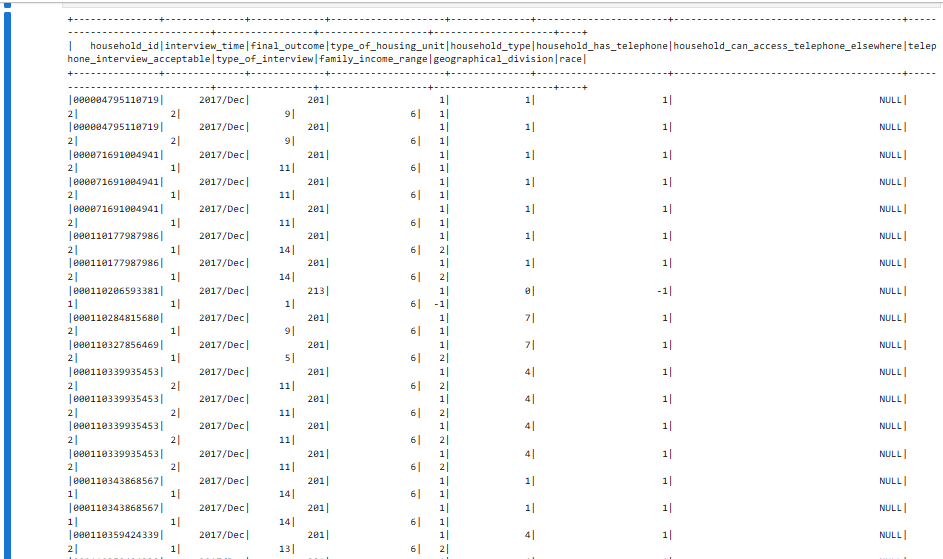 +---------------+--------------+-------------+--------------------+--------------+-----------------------+--------------------------------------+-----
------------------------+-----------------+-------------------+---------------------+----+
| household_id|interview_time|final_outcome|type_of_housing_unit|household_type|household_has_telephone|household_can_access_telephone_elsewhere|telep
hone_interview_acceptable|type_of_interview|family_income_range|geographical_division|race|
+---------------+--------------+-------------+--------------------+--------------+-----------------------+--------------------------------------+-----
------------------------+-----------------+-------------------+---------------------+----+
|000004795110719| 2017/Dec| 201| 1| 1| 1| NULL|
2| 2| 9| 6| 1|
|000004795110719| 2017/Dec| 201| 1| 1| 1| NULL|
2| 2| 9| 6| 1|
|000071691004941| 2017/Dec| 201| 1| 1| 1| NULL|
2| 1| 11| 6| 1|
|000071691004941| 2017/Dec| 201| 1| 1| 1| NULL|
2| 1| 11| 6| 1|
|000071691004941| 2017/Dec| 201| 1| 1| 1| NULL|
2| 1| 11| 6| 1|
|000110177987986| 2017/Dec| 201| 1| 1| 1| NULL|
2| 1| 14| 6| 2|
|000110177987986| 2017/Dec| 201| 1| 1| 1| NULL|
2| 1| 14| 6| 2|
|000110206593381| 2017/Dec| 213| 1| 0| -1| NULL|
1| 1| 1| 6| -1|
|000110284815680| 2017/Dec| 201| 1| 7| 1| NULL|
2| 1| 9| 6| 1|
|000110327856469| 2017/Dec| 201| 1| 7| 1| NULL|
2| 1| 5| 6| 2|
|000110339935453| 2017/Dec| 201| 1| 4| 1| NULL|
2| 2| 11| 6| 2|
|000110339935453| 2017/Dec| 201| 1| 4| 1| NULL|
2| 2| 11| 6| 2|
|000110339935453| 2017/Dec| 201| 1| 4| 1| NULL|
2| 2| 11| 6| 2|
|000110339935453| 2017/Dec| 201| 1| 4| 1| NULL|
2| 2| 11| 6| 2|
|000110343868567| 2017/Dec| 201| 1| 1| 1| NULL|
1| 1| 14| 6| 1|
|000110343868567| 2017/Dec| 201| 1| 1| 1| NULL|
1| 1| 14| 6| 1|
|000110359424339| 2017/Dec| 201| 1| 4| 1| NULL|
2| 1| 13| 6| 2|